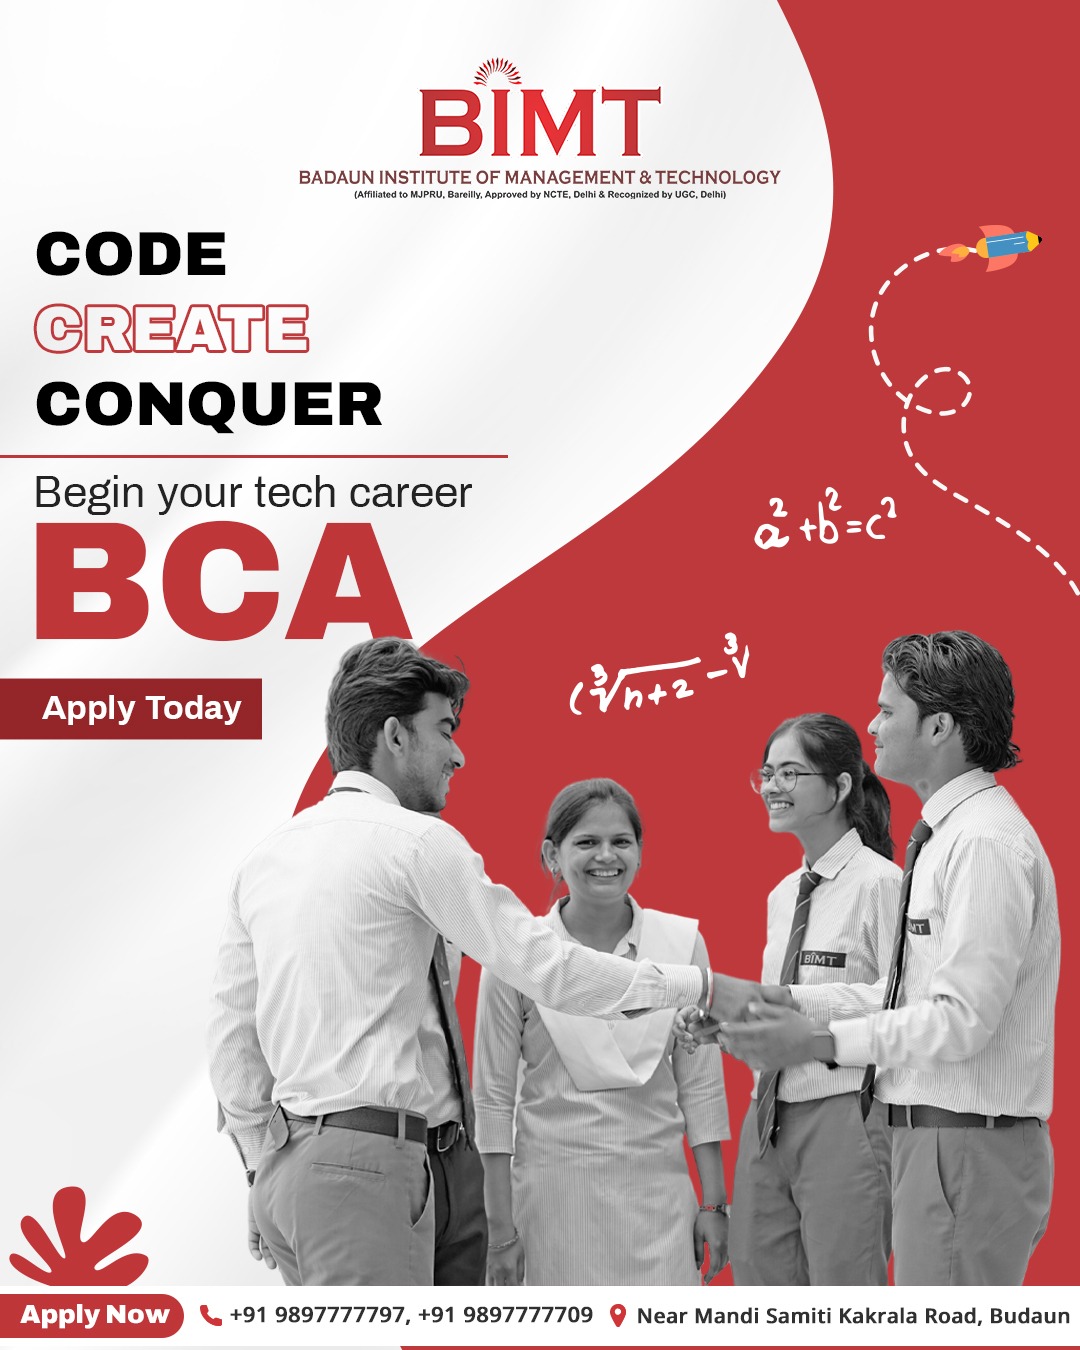 BIMT
BADAUN INSTITUTE OF MANAGEMENT & TECHNOLOGY
(Affiliated to MJPRU, Bareilly, Approved by NCTE, Delhi & Recognized by UGC, Delhi)
CODE
CREATE
CONQUER
Begin your tech career
BCA
Apply Today
a²+b²=c²
(∛n+2 -∛
BIMT
MT
Apply Now +91 9897777797, +91 9897777709 Near Mandi Samiti Kakrala Road, Budaun